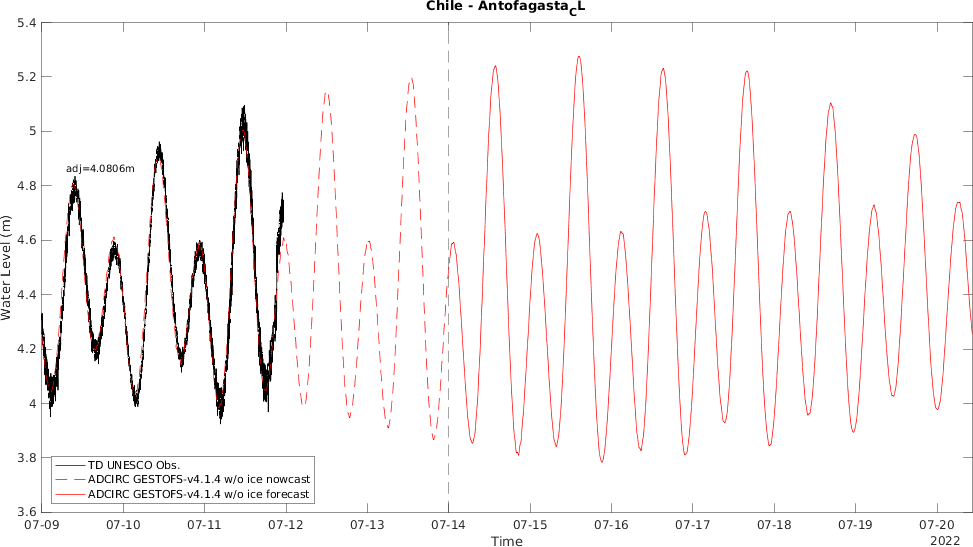 Chile - Antofagasta_CL
5.4
5.2
5
4.8
4.6
4.4
4.2
4
3.8
3.6
Water Level (m)
adj=4.0806m
TD UNESCO Obs.
ADCIRC GESTOFS-v4.1.4 w/o ice nowcast
ADCIRC GESTOFS-v4.1.4 w/o ice forecast
07-09 07-10 07-11 07-12 07-13 07-14 07-15 07-16 07-17 07-18 07-19 07-20
Time
2022